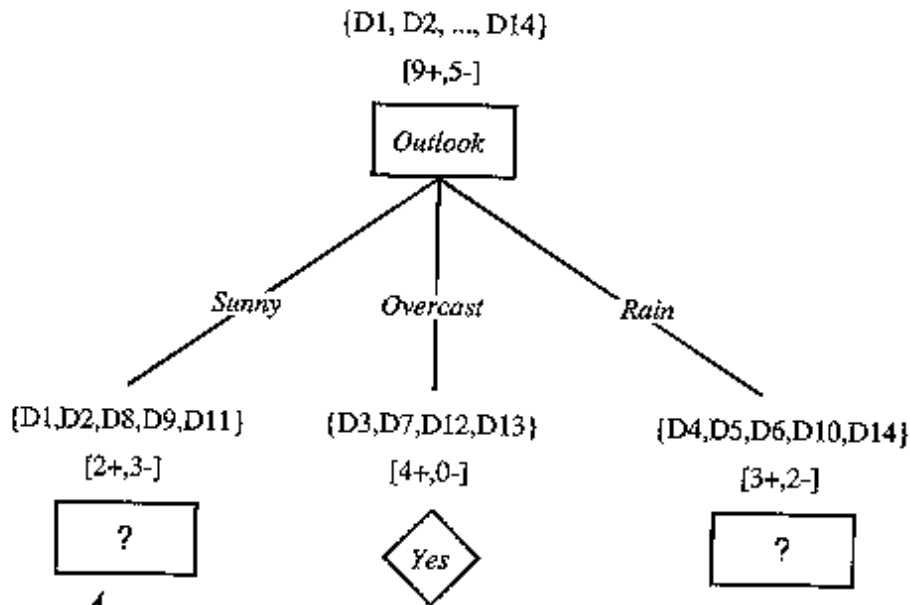 {D1, D2, ..., D14}
[9+,5-]
Outlook
Sunny
Overcast
Rain
{D1,D2,D8,D9,D11}
{D3,D7,D12,D13}
{D4,D5,D6,D10,D14}
[2+,3-]
[4+,0-]
[3+,2-]
?
Yes
?